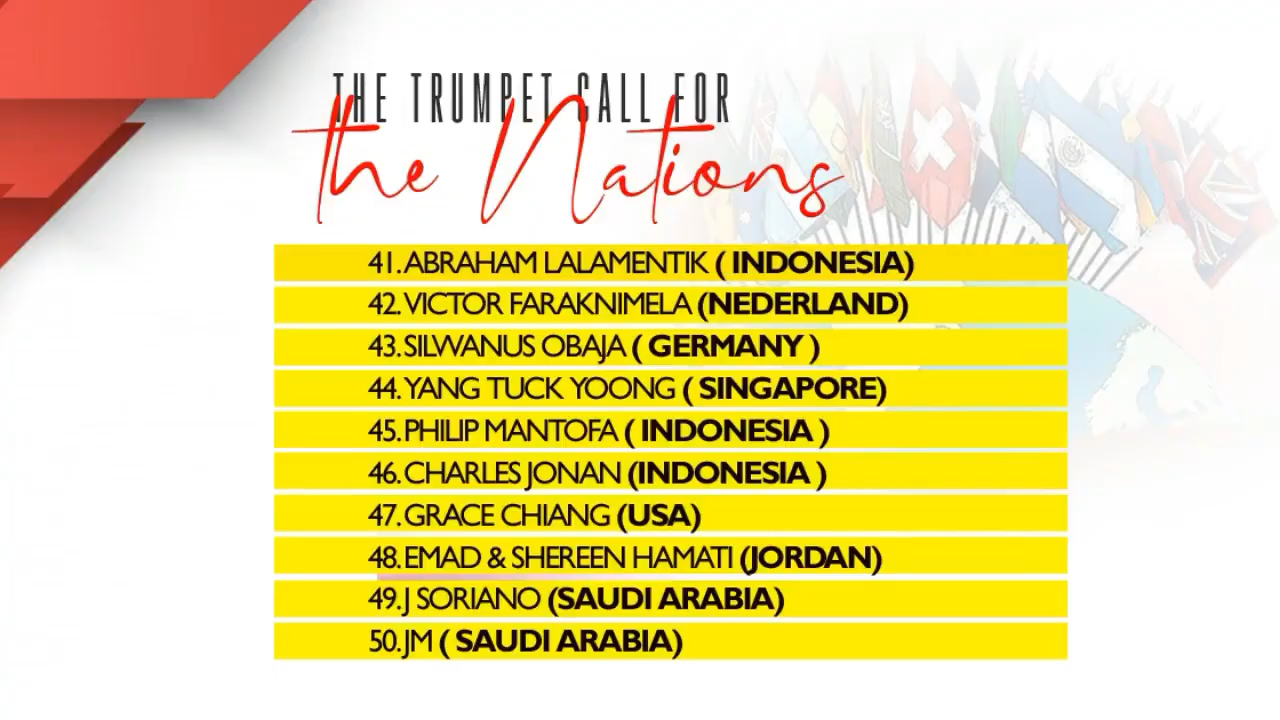 THE TRUMPET CALL FOR
the Nations
41. ABRAHAM LALAMENTIK ( INDONESIA)
42. VICTOR FARAKNIMELA (NEDERLAND)
43. SILWANUS OBAJA ( GERMANY )
44. YANG TUCK YOONG ( SINGAPORE)
45. PHILIP MANTOFA ( INDONESIA )
46. CHARLES JONAN (INDONESIA )
47. GRACE CHIANG (USA)
48. EMAD & SHEREEN HAMATI (JORDAN)
49. J SORIANO (SAUDI ARABIA)
50. JM ( SAUDI ARABIA)